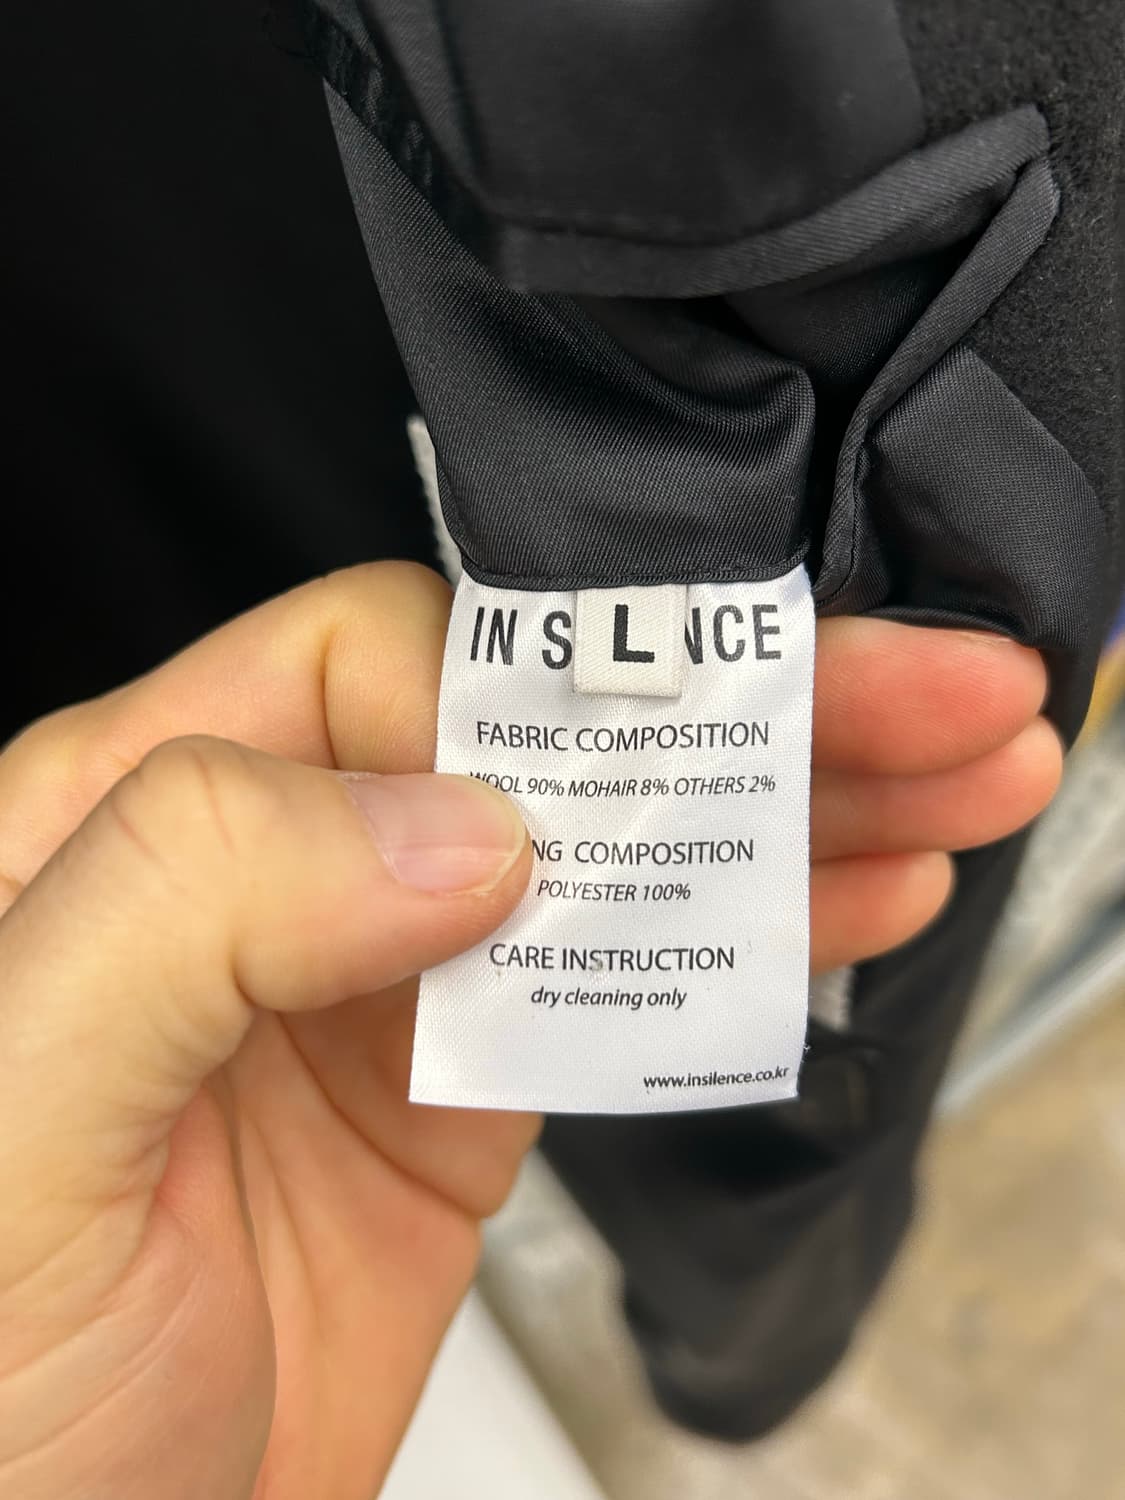 IN S L NCE
FABRIC COMPOSITION
WOOL 90% MOHAIR 8% OTHERS 2%
NG COMPOSITION
POLYESTER 100%
CARE INSTRUCTION
dry cleaning only
www.insilence.co.kr